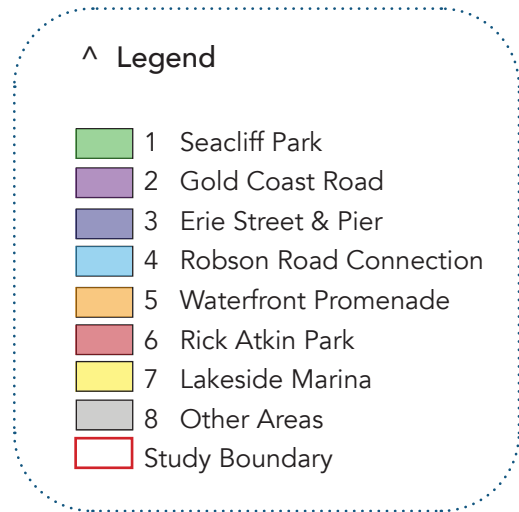 ^ Legend
1 Seacliff Park
2 Gold Coast Road
3 Erie Street & Pier
4 Robson Road Connection
5 Waterfront Promenade
6 Rick Atkin Park
7 Lakeside Marina
8 Other Areas
Study Boundary